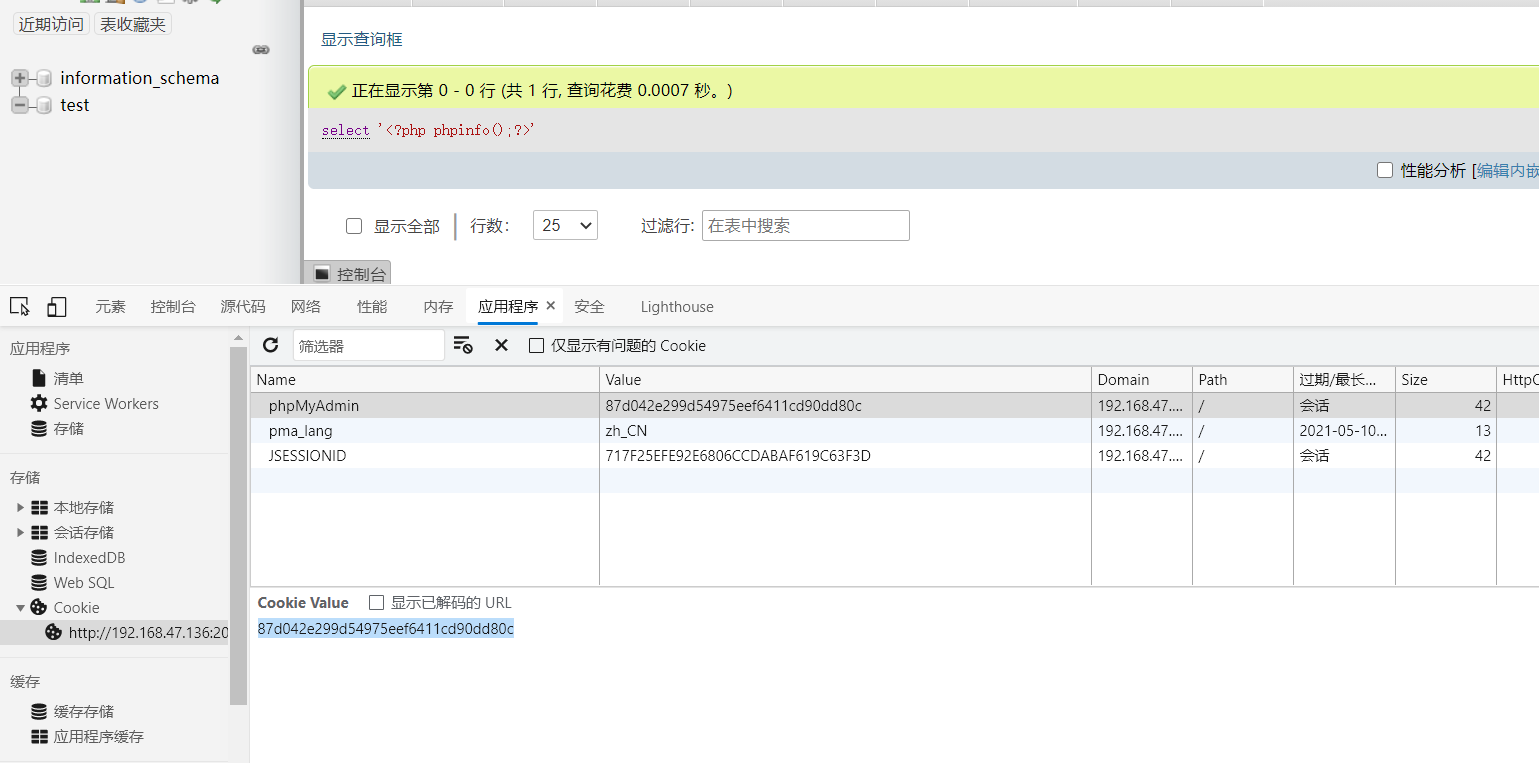 近期访问 表收藏夹
information_schema
test
显示查询框
正在显示第 0 - 0 行 (共 1 行, 查询花费 0.0007 秒。)
select '<?php phpinfo();?>'
性能分析 [编辑内嵌
显示全部 行数: 25 过滤行: 在表中搜索
控制台
元素 控制台 源代码 网络 性能 内存 应用程序 安全 Lighthouse
应用程序
清单
Service Workers
存储
存储
本地存储
会话存储
IndexedDB
Web SQL
Cookie
http://192.168.47.136:20
缓存
缓存存储
应用程序缓存
筛选器 仅显示有问题的 Cookie
Name Value Domain Path 过期/最长... Size HttpO
phpMyAdmin 87d042e299d54975eef6411cd90dd80c 192.168.47.... / 会话 42
pma_lang zh_CN 192.168.47.... / 2021-05-10... 13
JSESSIONID 717F25EFE92E6806CCDABAF619C63F3D 192.168.47.... / 会话 42
Cookie Value 显示已解码的 URL
87d042e299d54975eef6411cd90dd80c